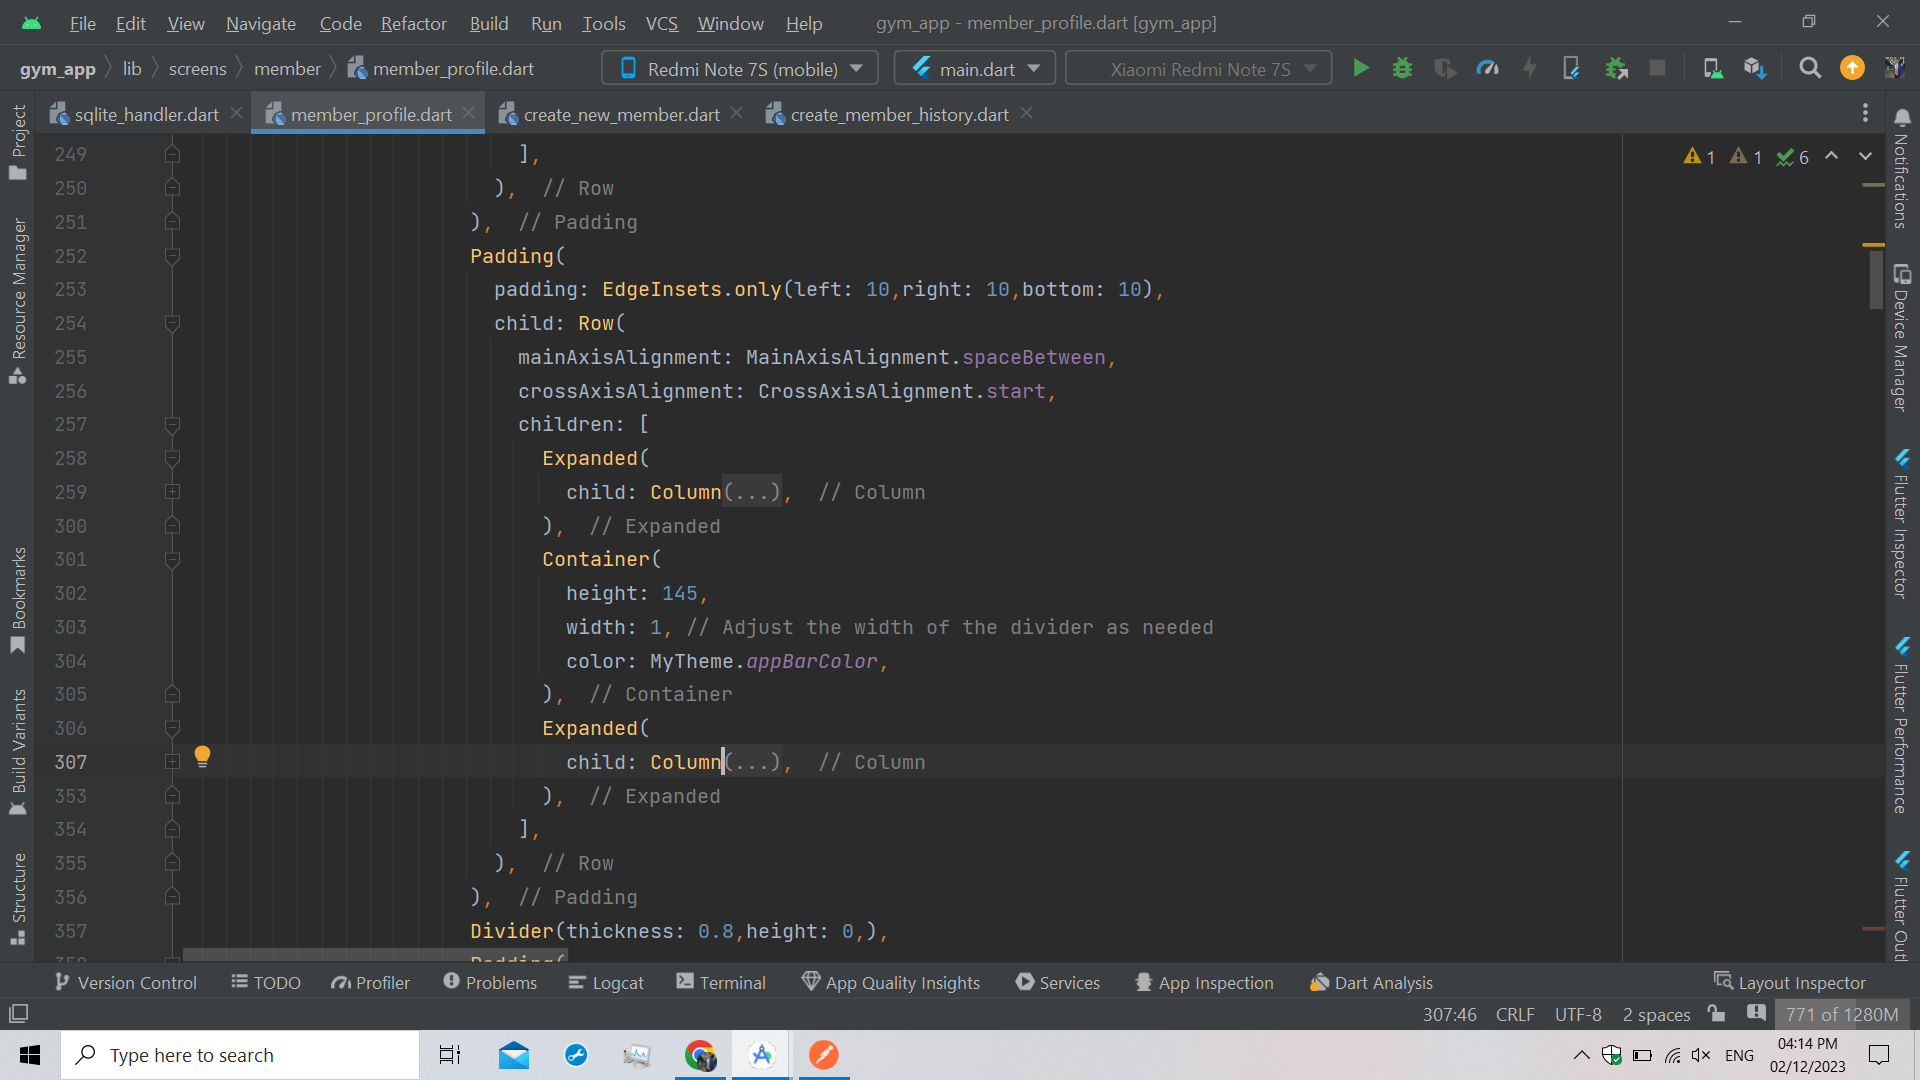 File Edit View Navigate Code Refactor Build Run Tools VCS Window Help gym_app - member_profile.dart [gym_app]
gym_app lib screens member member_profile.dart Redmi Note 7S (mobile) main.dart Xiaomi Redmi Note 7S
sqlite_handler.dart member_profile.dart create_new_member.dart create_member_history.dart
Project
Resource Manager
Bookmarks
Build Variants
Structure
1 1 6
249 ],
250 ), // Row
251 ), // Padding
252 Padding(
253 padding: EdgeInsets.only(left: 10,right: 10,bottom: 10),
254 child: Row(
255 mainAxisAlignment: MainAxisAlignment.spaceBetween,
256 crossAxisAlignment: CrossAxisAlignment.start,
257 children: [
258 Expanded(
259 child: Column(...), // Column
300 ), // Expanded
301 Container(
302 height: 145,
303 width: 1, // Adjust the width of the divider as needed
304 color: MyTheme.appBarColor,
305 ), // Container
306 Expanded(
307 child: Column(...), // Column
353 ), // Expanded
354 ],
355 ), // Row
356 ), // Padding
357 Divider(thickness: 0.8,height: 0,),
358 Padding(
Notifications
Device Manager
Flutter Inspector
Flutter Performance
Flutter Outl
Version Control TODO Profiler Problems Logcat Terminal App Quality Insights Services App Inspection Dart Analysis Layout Inspector
307:46 CRLF UTF-8 2 spaces 771 of 1280M
Type here to search ENG 04:14 PM
02/12/2023